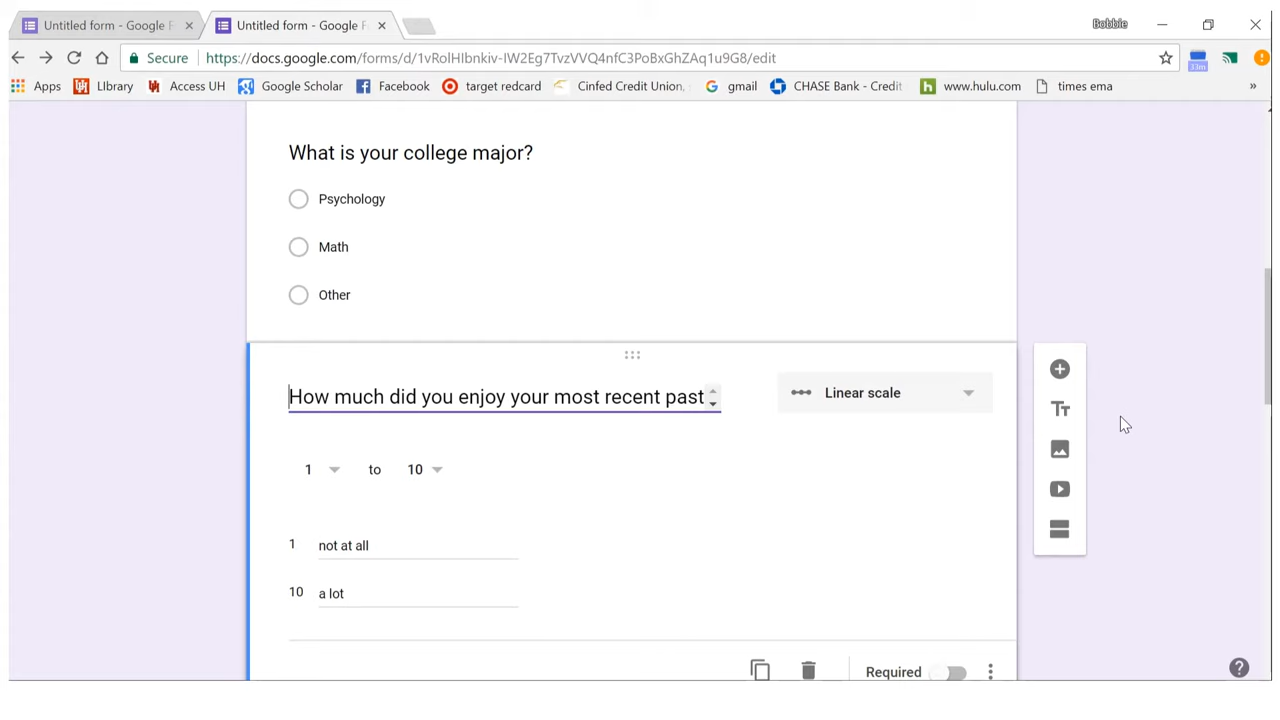 Untitled form - Google F
Untitled form - Google F
Bobbie
Secure
https://docs.google.com/forms/d/1vRolHIbnkiv-IW2Eg7TvzVVQ4nfC3PoBxGhZAq1u9G8/edit
33m
Apps
LIbrary
Access UH
Google Scholar
Facebook
target redcard
Cinfed Credit Union,
gmail
CHASE Bank - Credit
www.hulu.com
times ema
»
What is your college major?
Psychology
Math
Other
How much did you enjoy your most recent past
Linear scale
1 to 10
1 not at all
10 a lot
Required